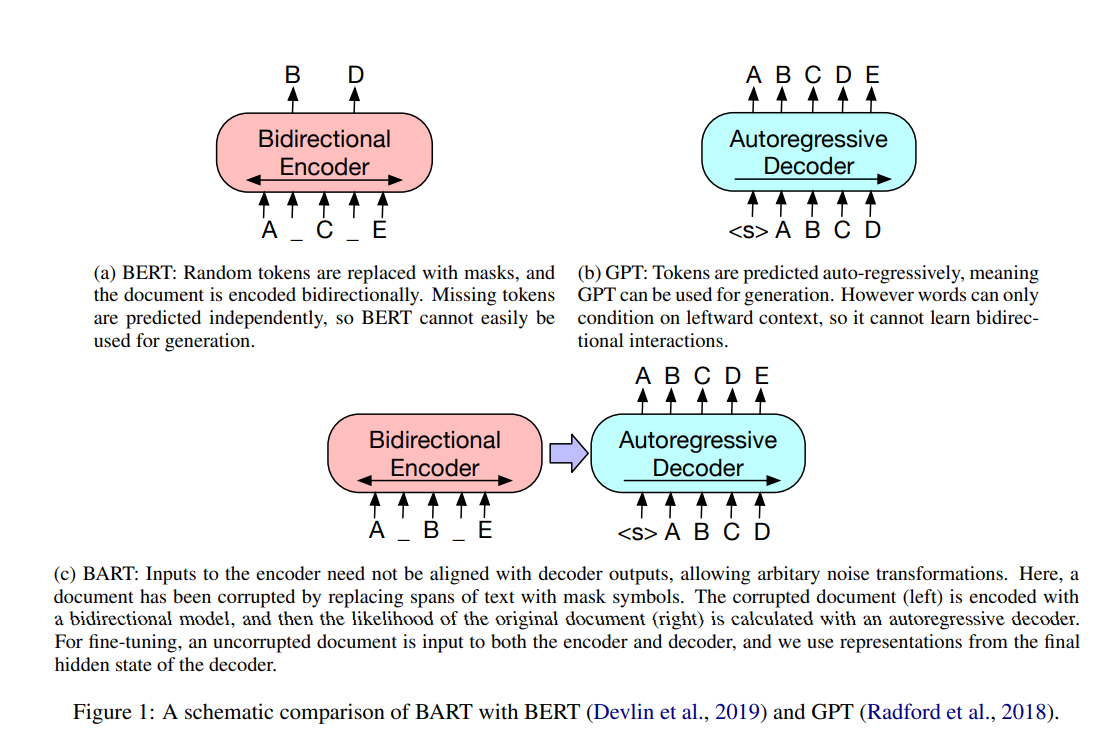 B D
Bidirectional
Encoder
A _ C _ E
A B C D E
Autoregressive
Decoder
<s> A B C D
(a) BERT: Random tokens are replaced with masks, and
the document is encoded bidirectionally. Missing tokens
are predicted independently, so BERT cannot easily be
used for generation.
(b) GPT: Tokens are predicted auto-regressively, meaning
GPT can be used for generation. However words can only
condition on leftward context, so it cannot learn bidirec-
tional interactions.
Bidirectional
Encoder
A _ B _ E
A B C D E
Autoregressive
Decoder
<s> A B C D
(c) BART: Inputs to the encoder need not be aligned with decoder outputs, allowing arbitary noise transformations. Here, a
document has been corrupted by replacing spans of text with mask symbols. The corrupted document (left) is encoded with
a bidirectional model, and then the likelihood of the original document (right) is calculated with an autoregressive decoder.
For fine-tuning, an uncorrupted document is input to both the encoder and decoder, and we use representations from the final
hidden state of the decoder.
Figure 1: A schematic comparison of BART with BERT (Devlin et al., 2019) and GPT (Radford et al., 2018).